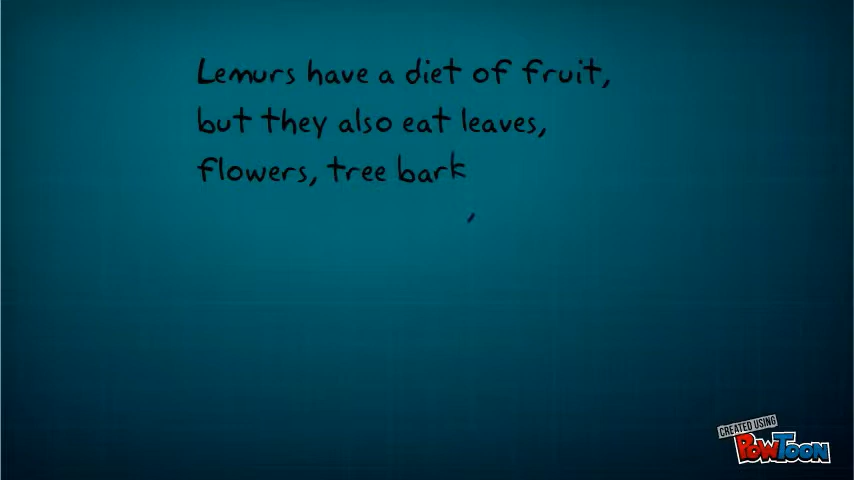 Lemurs have a diet of fruit,
but they also eat leaves,
flowers, tree bark
,
CREATED USING
POWTOON